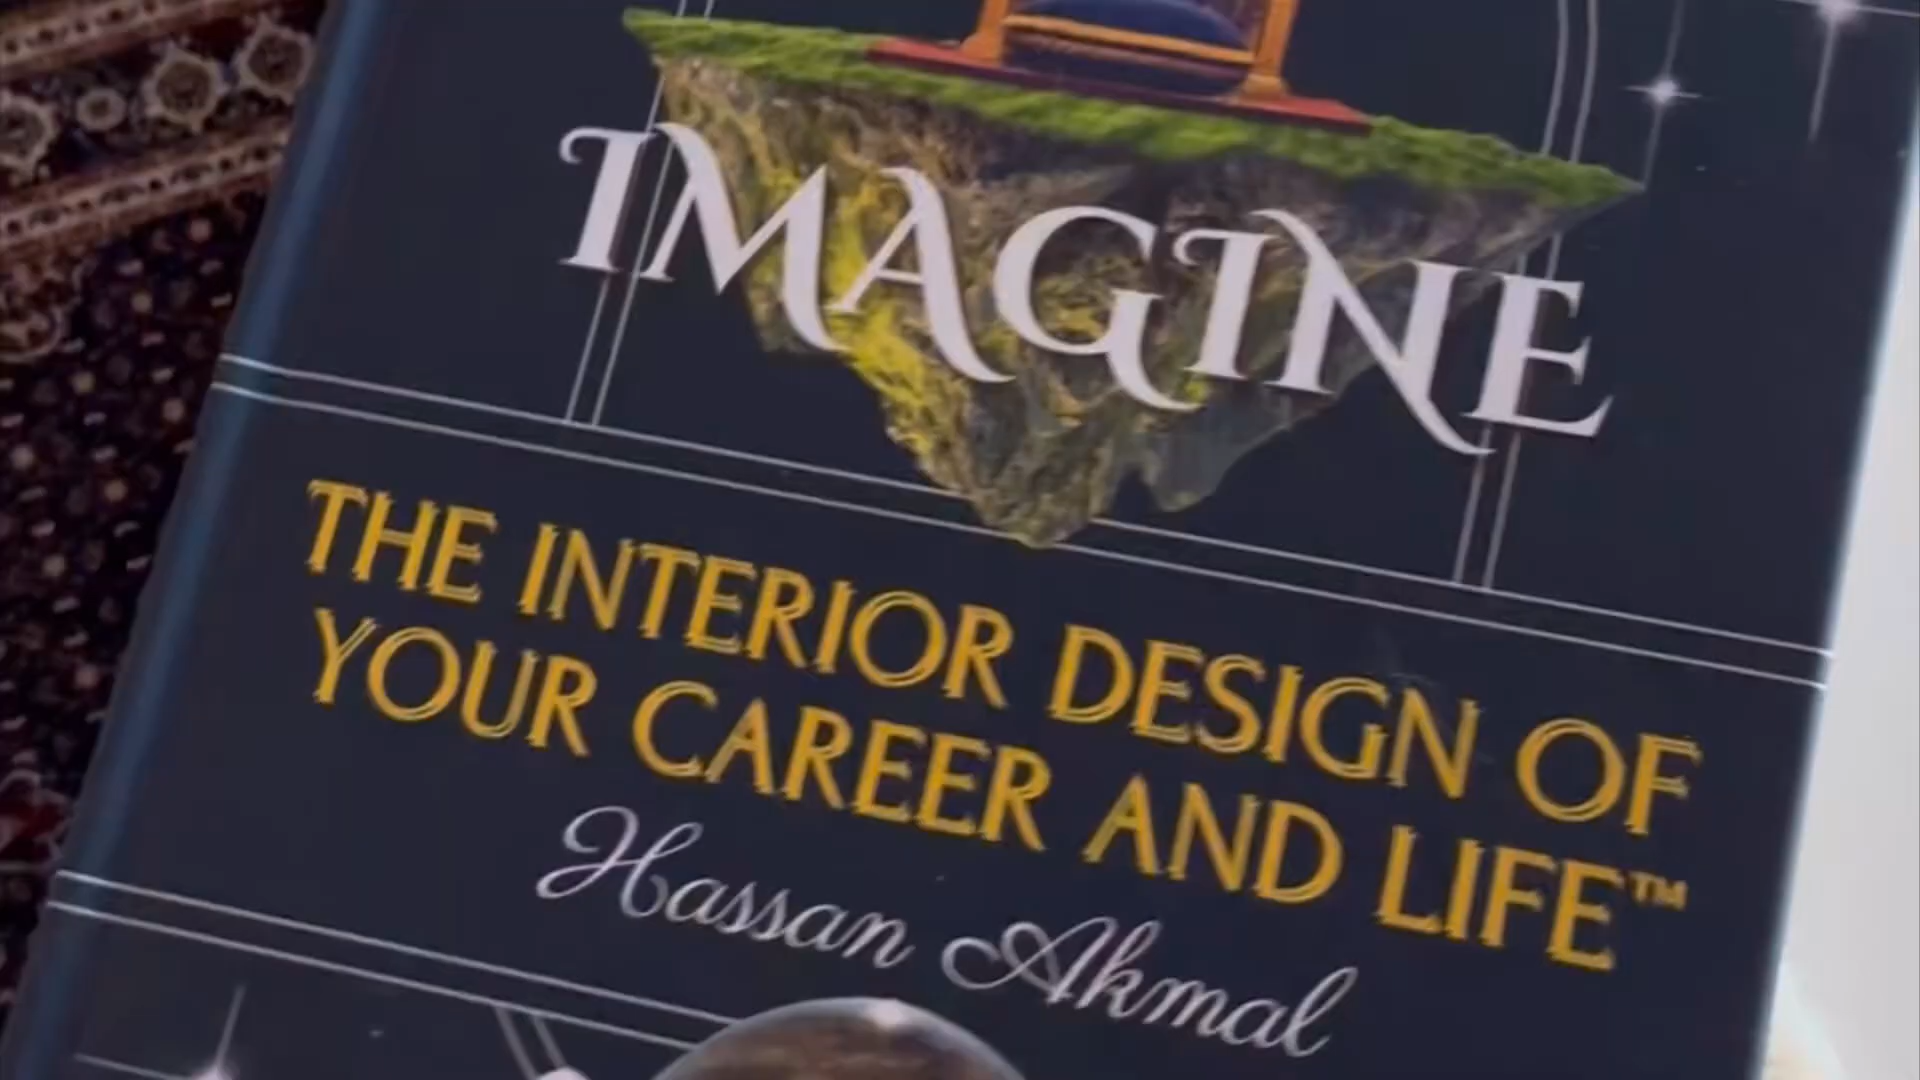 IMAGINE
THE INTERIOR DESIGN OF
YOUR CAREER AND LIFE™
Hassan Akmal